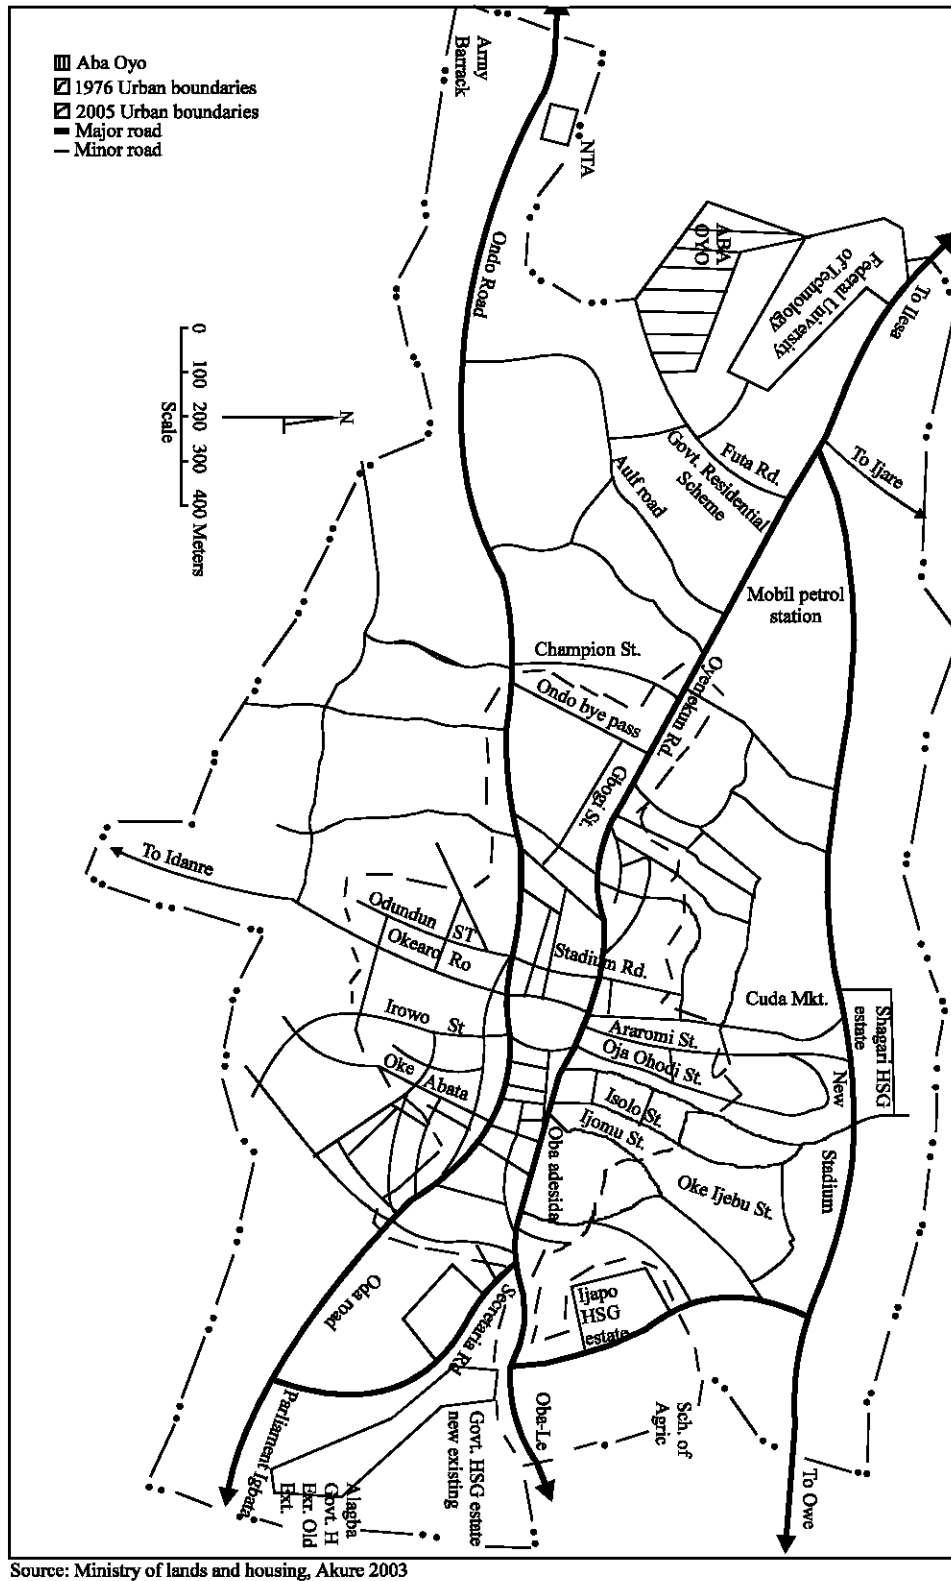 Aba Oyo
1976 Urban boundaries
2005 Urban boundaries
Major road
Minor road
Army
Barrack
NTA
Ondo Road
ABA
OYO
Federal University
of Technology
To Ilesa
0 100 200 300 400 Meters
Scale
N
Futa Rd.
Govt. Residential
Scheme
Aulf road
To Ijare
Mobil petrol
station
Champion St.
Oyemekun Rd.
Ondo bye pass
Gbogi St.
To Idanre
Odundun
ST
Okearo
Ro
Stadium Rd.
Cuda Mkt.
Irowo St
Araromi St.
Oja Ohodi St.
Shagari HSG
estate
Oke Abata
Isolo St.
Ijomu St.
New
Stadium
Oba adesida
Oke Ijebu St.
Oda road
Secretaria Rd
Ijapo
HSG
estate
Parliament Igbata
Oba-Le
Sch. of
Agric
Govt. HSG estate
new existing
Alagba
Govt. H
Exr. Old
Ext.
To Owe
Source: Ministry of lands and housing, Akure 2003